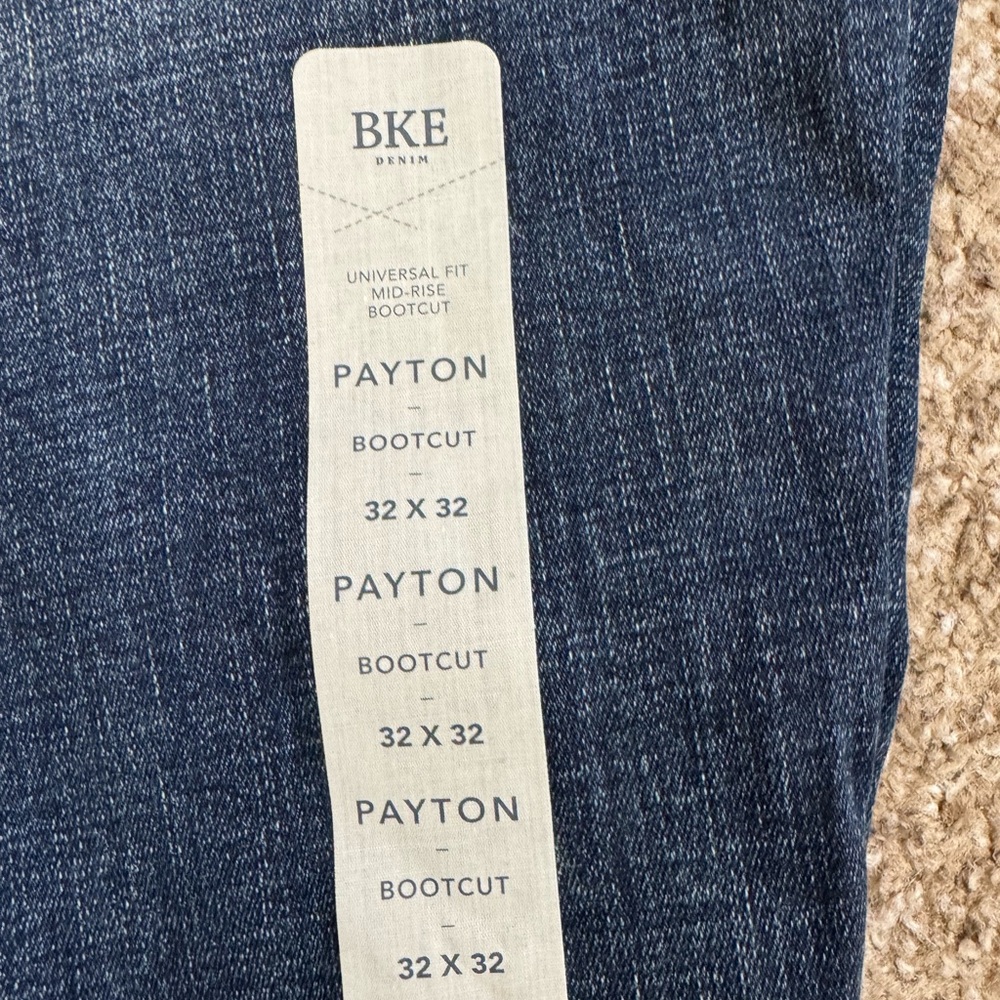 BKE
DENIM
UNIVERSAL FIT
MID-RISE
BOOTCUT
PAYTON
–
BOOTCUT
–
32 X 32
PAYTON
–
BOOTCUT
–
32 X 32
PAYTON
–
BOOTCUT
–
32 X 32